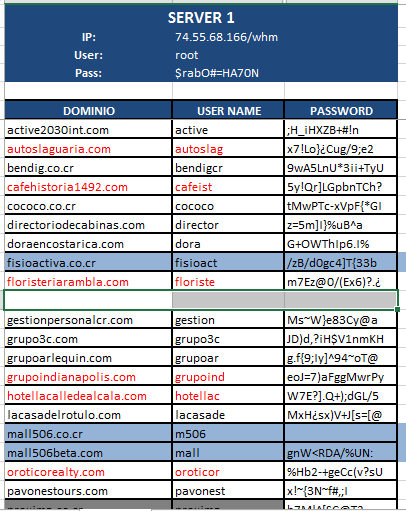 SERVER 1
IP: 74.55.68.166/whm
User: root
Pass: $rabO#=HA70N
DOMINIO USER NAME PASSWORD
active2030int.com active ;H_iHXZB+#!n
autoslaguaria.com autoslag x7!Lo}¿Cug/9;e2
bendig.co.cr bendigcr 9wA5LnU*3ii+TyU
cafehistoria1492.com cafeist 5y!Qr]LGpbnTCh?
cococo.co.cr cococo tMwPTc-xVpF{*GI
directoriodecabinas.com director z=5m]I}%uB^a
doraencostarica.com dora G+OWThIp6.I%
fisioactiva.co.cr fisioact /zB/d0gc4]T{33b
floristeriarambla.com floriste m7Ez@0/(Ex6)?.¿
gestionpersonalcr.com gestion Ms~W}e83Cy@a
grupo3c.com grupo3c JD)d,?iH$V1nmKH
grupoarlequin.com grupoar g.f{9;Iy]^94~oT@
grupoindianapolis.com grupoind eoJ=7)aFggMwrPy
hotellacalledealcala.com hotellac W7E?].Q+);dGL/5
lacasadelrotulo.com lacasade MxH¿sx)V+J[s=[@
mall506.co.cr m506
mall506beta.com mall gnW<RDA/%UN:
oroticorealty.com oroticor %Hb2-+geCc(v?sU
pavonestours.com pavonest x!~{3N~f#,;I